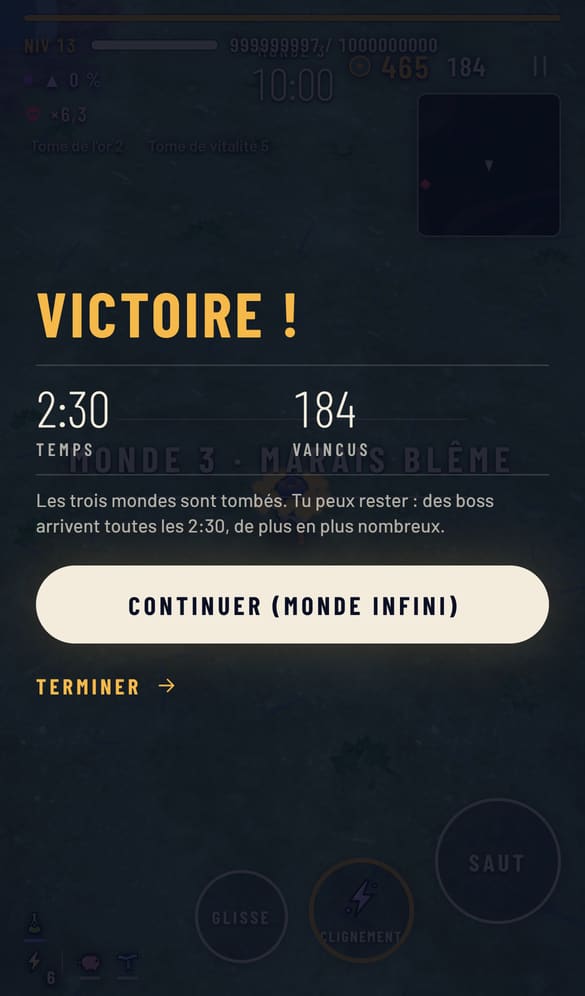 NIV 13
999999997 / 1000000000
10:00
465
184
▲ 0 %
×6,3
Tome de l'or 2
Tome de vitalité 5
VICTOIRE !
2:30
184
TEMPS
VAINCUS
MONDE 3 · MARAIS BLÊME
Les trois mondes sont tombés. Tu peux rester : des boss
arrivent toutes les 2:30, de plus en plus nombreux.
CONTINUER (MONDE INFINI)
TERMINER →
SAUT
GLISSE
CLIGNEMENT
6